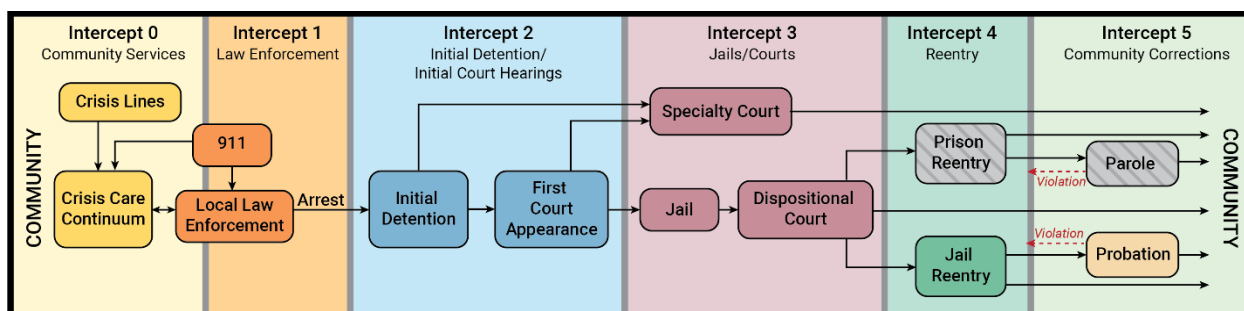 Intercept 0
Community Services
Intercept 1
Law Enforcement
Intercept 2
Initial Detention/
Initial Court Hearings
Intercept 3
Jails/Courts
Intercept 4
Reentry
Intercept 5
Community Corrections
COMMUNITY
Crisis Lines
911
Crisis Care
Continuum
Local Law
Enforcement
Arrest
Initial
Detention
First
Court
Appearance
Specialty Court
Jail
Dispositional
Court
Prison
Reentry
Violation
Parole
Jail
Reentry
Violation
Probation
COMMUNITY